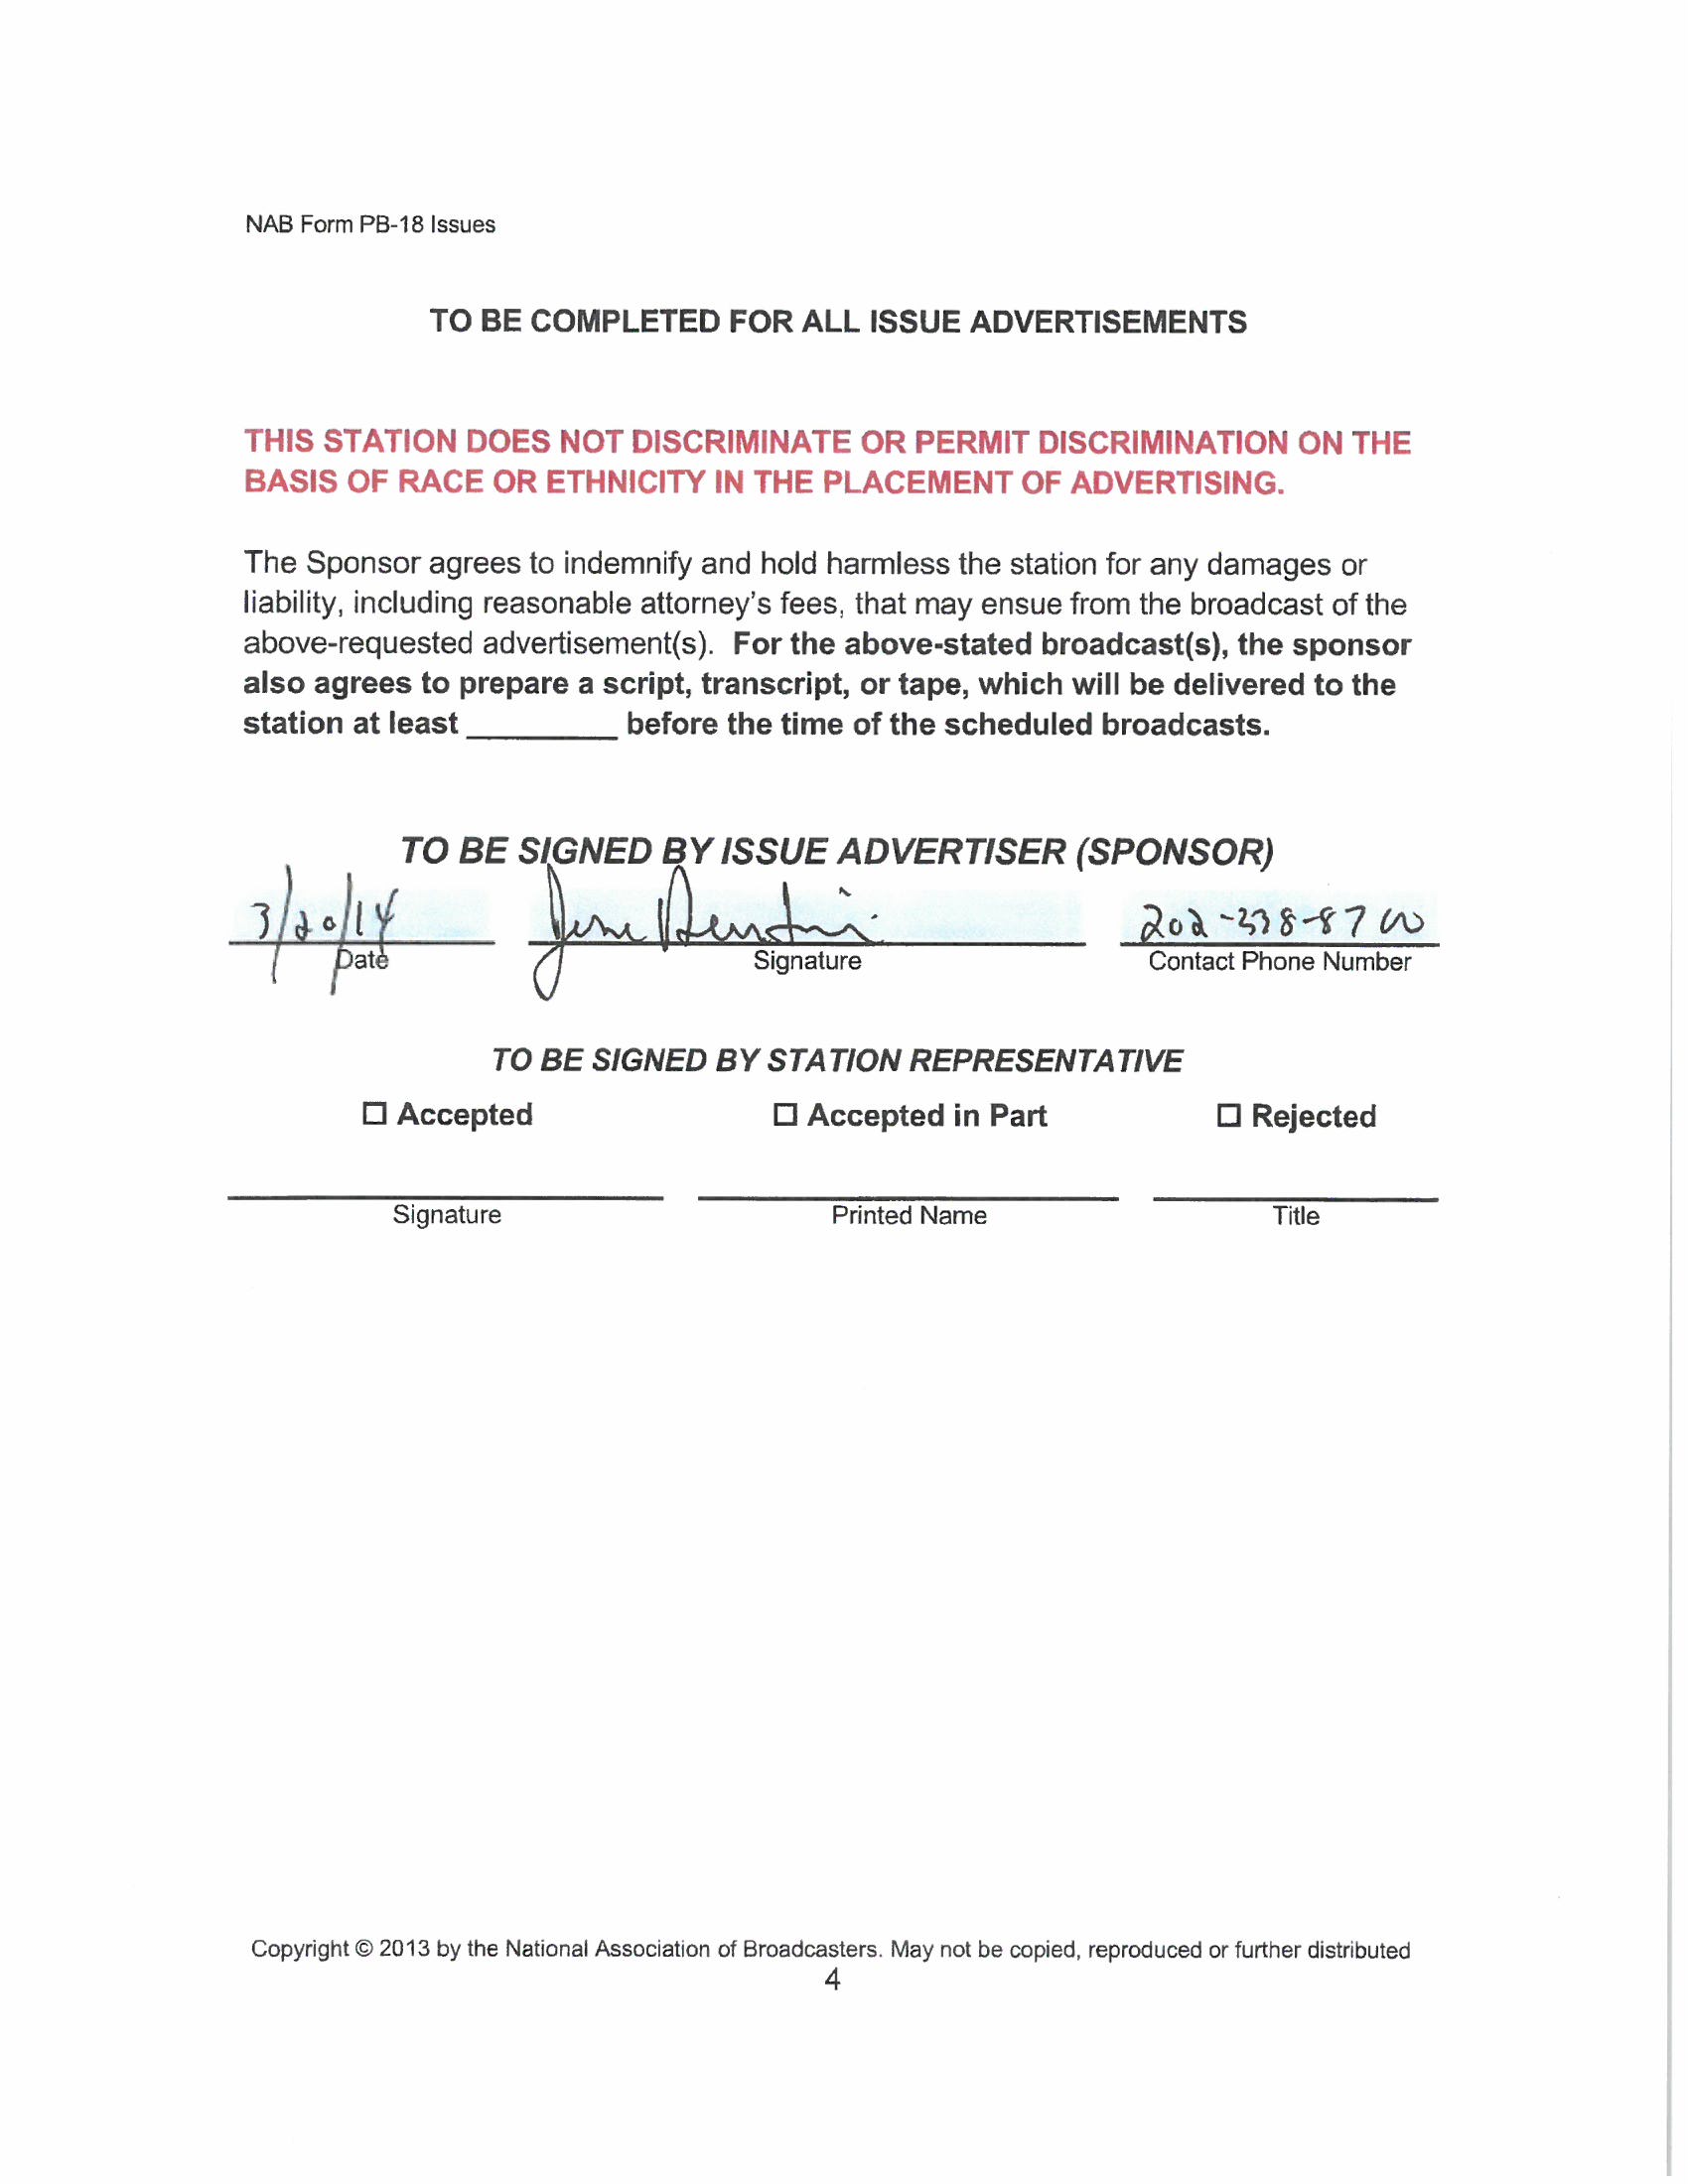 NAB Form PB-18 Issues
TO BE COMPLETED FOR ALL ISSUE ADVERTISEMENTS
THIS STATION DOES NOT DISCRIMINATE OR PERMIT DISCRIMINATION ON THE
BASIS OF RACE OR ETHNICITY IN THE PLACEMENT OF ADVERTISING.
The Sponsor agrees to indemnify and hold harmless the station for any damages or
liability, including reasonable attorney's fees, that may ensue from the broadcast of the
above-requested advertisement(s). For the above-stated broadcast(s), the sponsor
also agrees to prepare a script, transcript, or tape, which will be delivered to the
station at least _________ before the time of the scheduled broadcasts.
TO BE SIGNED BY ISSUE ADVERTISER (SPONSOR)
3/20/14 202-338-8700
Date Signature Contact Phone Number
TO BE SIGNED BY STATION REPRESENTATIVE
☐ Accepted ☐ Accepted in Part ☐ Rejected
Signature Printed Name Title
Copyright © 2013 by the National Association of Broadcasters. May not be copied, reproduced or further distributed
4